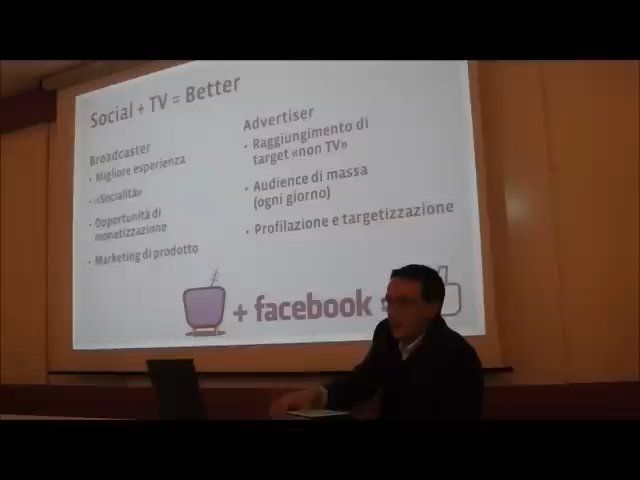 Social + TV = Better
Broadcaster
• Migliore esperienza
• «Socialità»
• Opportunità di
monetizzazione
• Marketing di prodotto
Advertiser
• Raggiungimento di
target «non TV»
• Audience di massa
(ogni giorno)
• Profilazione e targetizzazione
+ facebook =